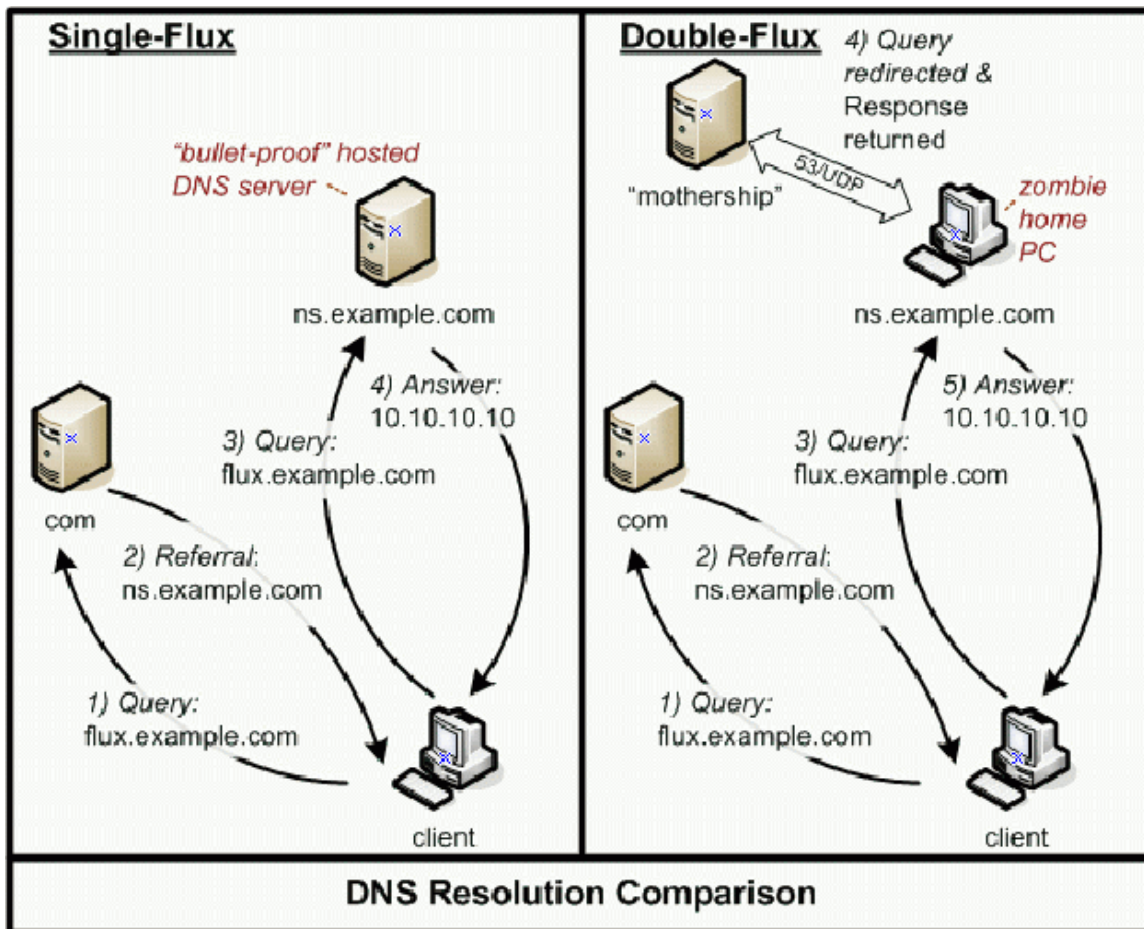 Single-Flux
"bullet-proof" hosted
DNS server
ns.example.com
4) Answer:
10.10.10.10
3) Query:
flux.example.com
com
2) Referral:
ns.example.com
1) Query:
flux.example.com
client
Double-Flux
4) Query
redirected &
Response
returned
53/UDP
"mothership"
zombie
home
PC
ns.example.com
5) Answer:
10.10.10.10
3) Query:
flux.example.com
com
2) Referral:
ns.example.com
1) Query:
flux.example.com
client
DNS Resolution Comparison